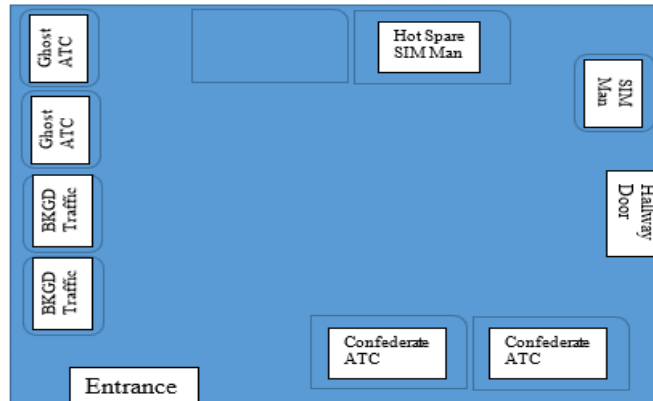 Ghost
ATC
Hot Spare
SIM Man
SIM
Man
Ghost
ATC
BKGD
Traffic
Hallway
Door
BKGD
Traffic
Confederate
ATC
Confederate
ATC
Entrance